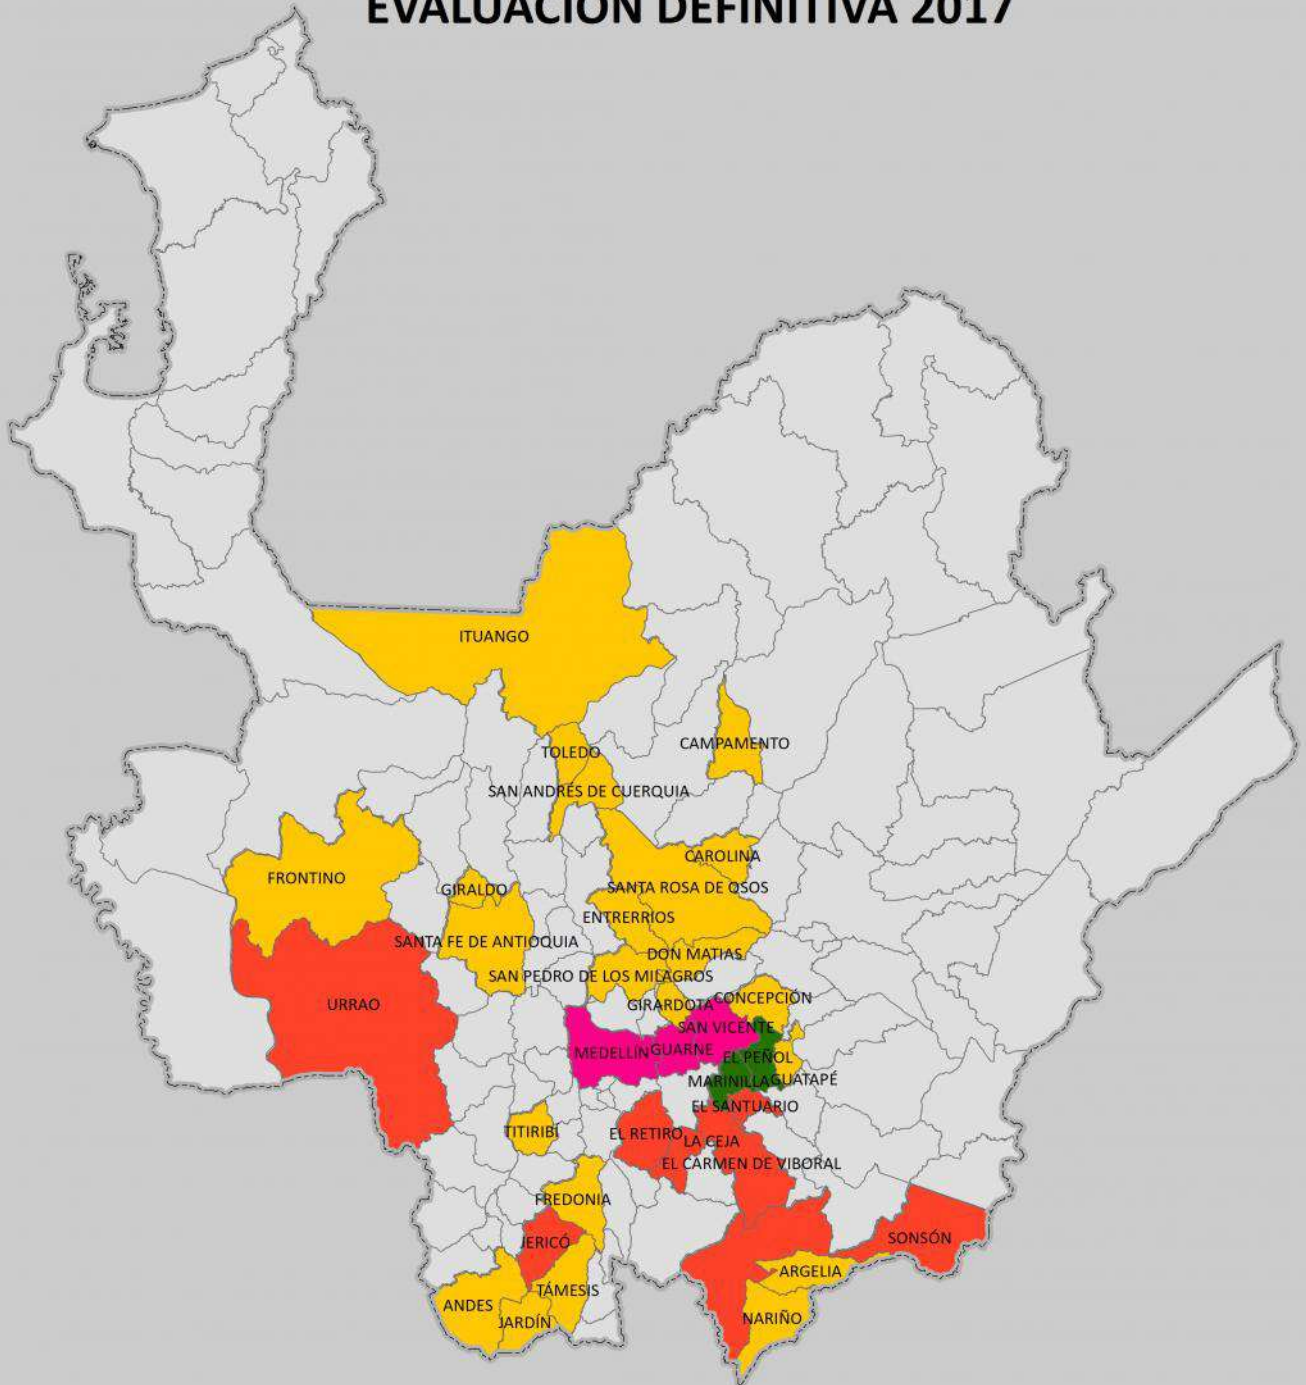 EVALUACIÓN DEFINITIVA 2017
ITUANGO
TOLEDO
CAMPAMENTO
SAN ANDRÉS DE CUERQUIA
CAROLINA
FRONTINO
GIRALDO
SANTA ROSA DE OSOS
ENTRERRIOS
SANTA FE DE ANTIOQUIA
DON MATIAS
SAN PEDRO DE LOS MILAGROS
URRAO
GIRARDOTA
CONCEPCIÓN
SAN VICENTE
MEDELLÍN
GUARNE
EL PEÑOL
MARINILLA
GUATAPÉ
EL SANTUARIO
TITIRIBÍ
EL RETIRO
LA CEJA
EL CARMEN DE VIBORAL
FREDONIA
JERICÓ
SONSÓN
ARGELIA
TÁMESIS
ANDES
JARDÍN
NARIÑO